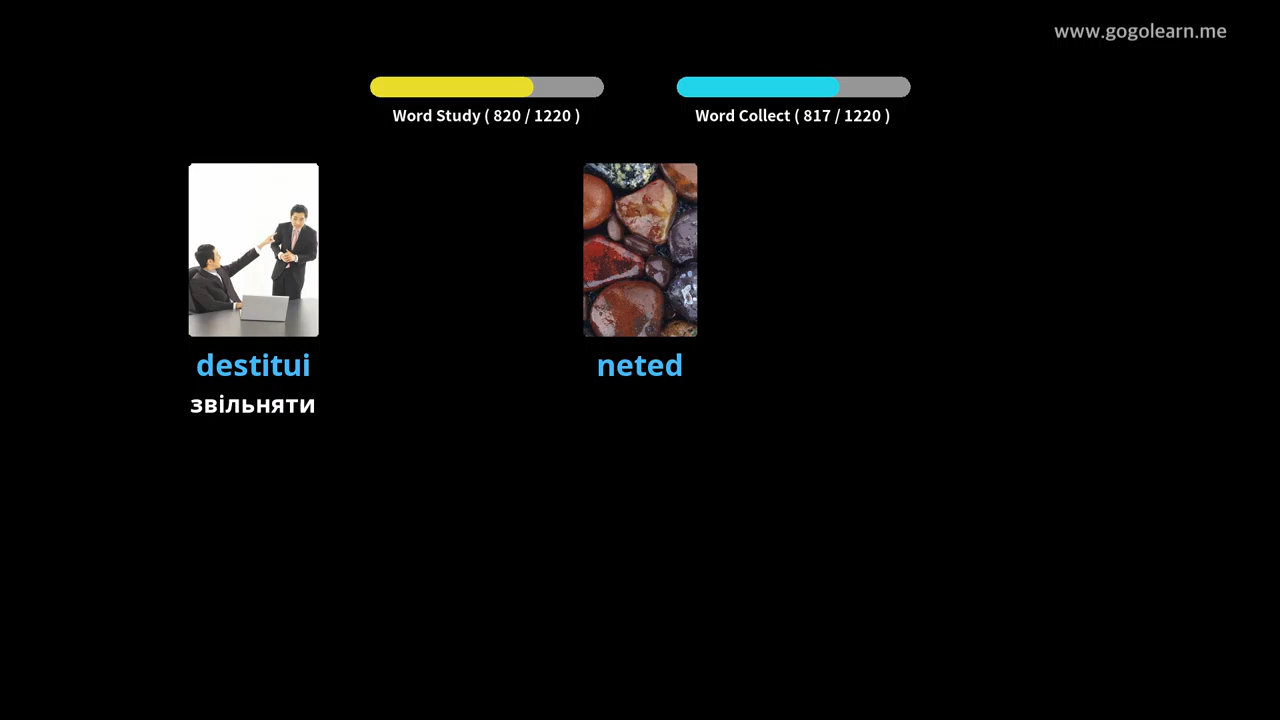 www.gogolearn.me
Word Study ( 820 / 1220 )
Word Collect ( 817 / 1220 )
destitui
звільняти
neted